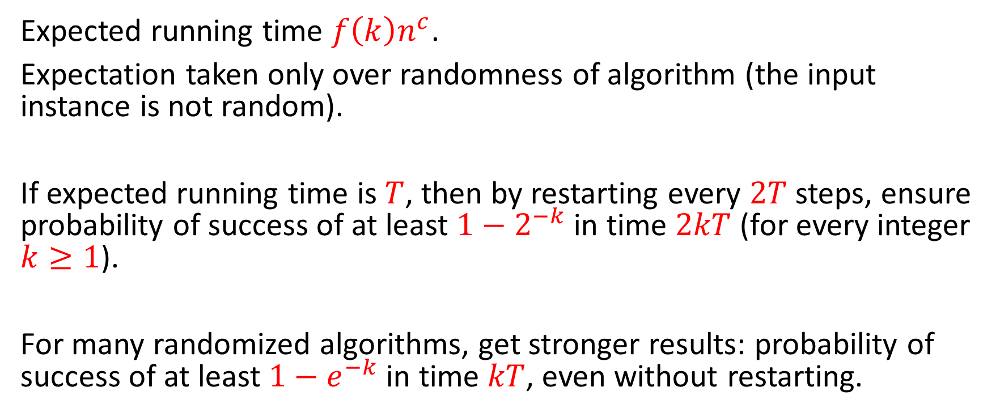 Expected running time f(k)n^c.
Expectation taken only over randomness of algorithm (the input
instance is not random).
If expected running time is T, then by restarting every 2T steps, ensure
probability of success of at least 1 − 2^{−k} in time 2kT (for every integer
k ≥ 1).
For many randomized algorithms, get stronger results: probability of
success of at least 1 − e^{−k} in time kT, even without restarting.